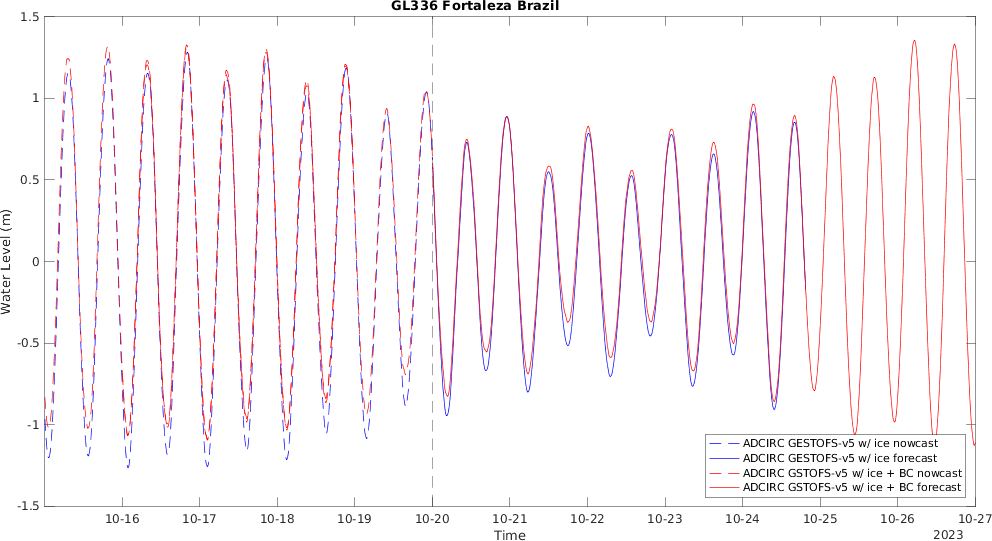 GL336 Fortaleza Brazil
1.5
1
0.5
0
-0.5
-1
-1.5
Water Level (m)
10-16
10-17
10-18
10-19
10-20
10-21
10-22
10-23
10-24
10-25
10-26
10-27
Time
2023
ADCIRC GESTOFS-v5 w/ ice nowcast
ADCIRC GESTOFS-v5 w/ ice forecast
ADCIRC GSTOFS-v5 w/ ice + BC nowcast
ADCIRC GSTOFS-v5 w/ ice + BC forecast